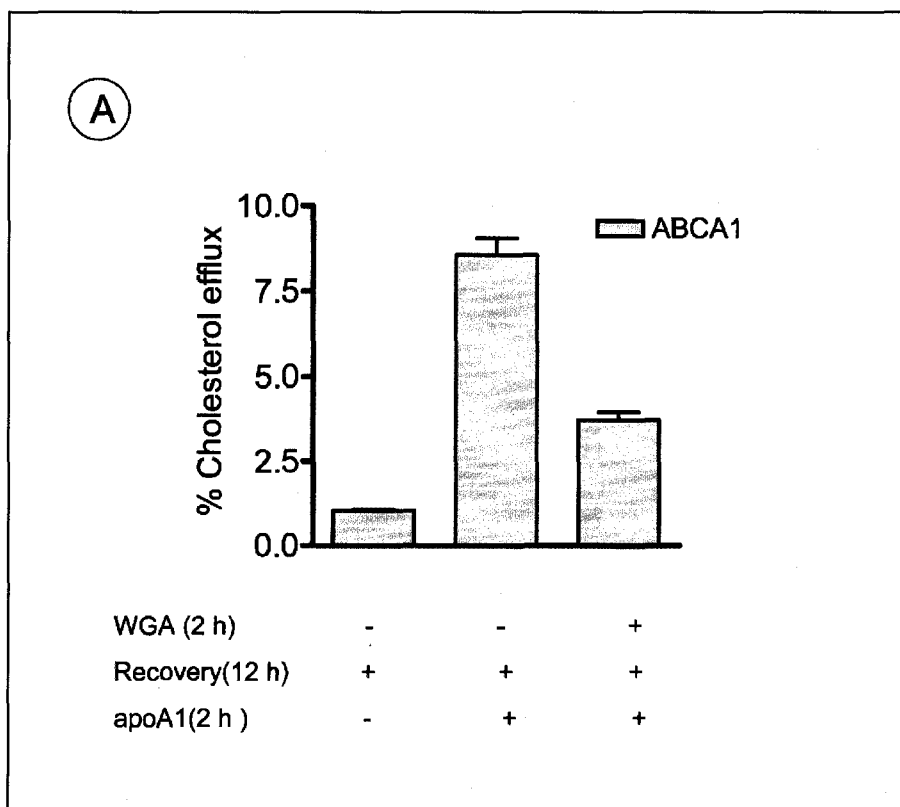 A
10.0
7.5
5.0
2.5
0.0
% Cholesterol efflux
ABCA1
WGA (2 h) - - +
Recovery(12 h) + + +
apoA1(2 h ) - + +